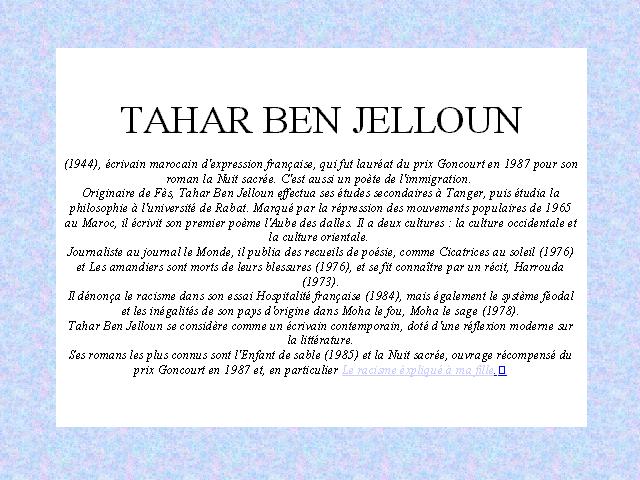 TAHAR BEN JELLOUN
(1944), écrivain marocain d'expression française, qui fut lauréat du prix Goncourt en 1987 pour son
roman la Nuit sacrée. C'est aussi un poète de l'immigration.
Originaire de Fès, Tahar Ben Jelloun effectua ses études secondaires à Tanger, puis étudia la
philosophie à l'université de Rabat. Marqué par la répression des mouvements populaires de 1965
au Maroc, il écrivit son premier poème l'Aube des dalles. Il a deux cultures : la culture occidentale et
la culture orientale.
Journaliste au journal le Monde, il publia des recueils de poésie, comme Cicatrices au soleil (1976)
et Les amandiers sont morts de leurs blessures (1976), et se fit connaître par un récit, Harrouda
(1973).
Il dénonça le racisme dans son essai Hospitalité française (1984), mais également le système féodal
et les inégalités de son pays d'origine dans Moha le fou, Moha le sage (1978).
Tahar Ben Jelloun se considère comme un écrivain contemporain, doté d'une réflexion moderne sur
la littérature.
Ses romans les plus connus sont l'Enfant de sable (1985) et la Nuit sacrée, ouvrage récompensé du
prix Goncourt en 1987 et, en particulier Le racisme éxpliqué à ma fille.